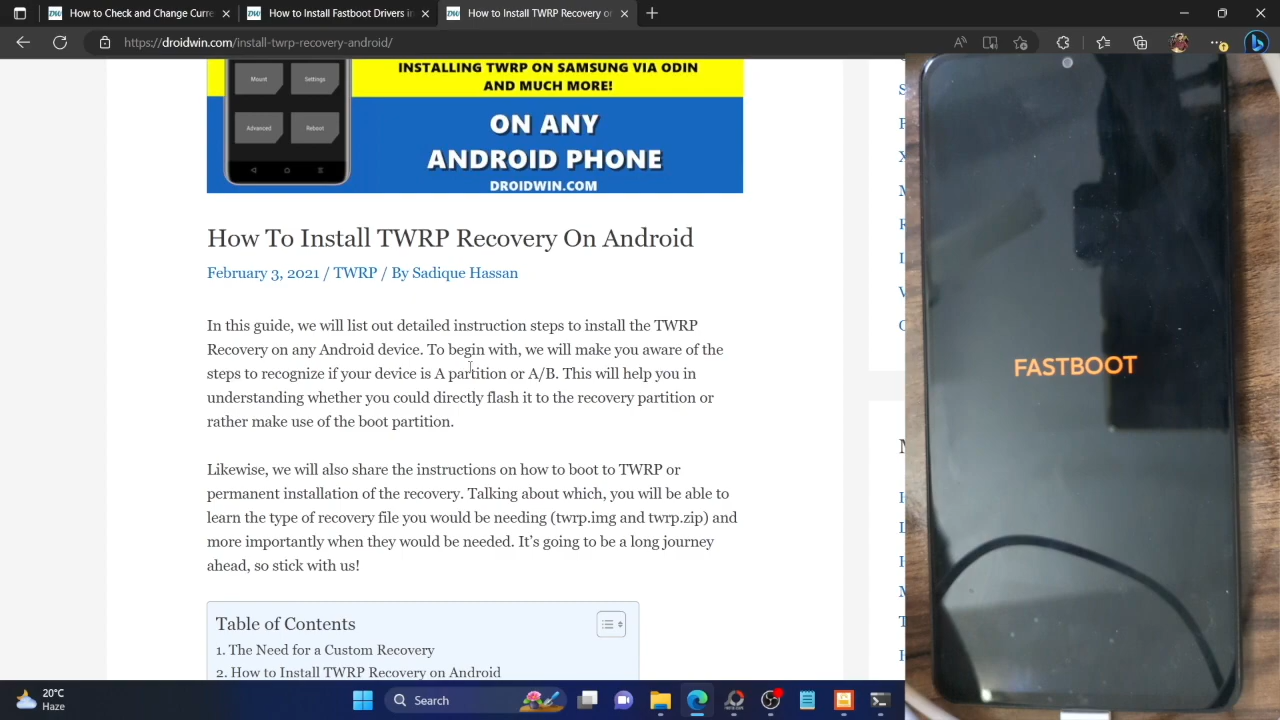 How to Check and Change Curre
How to Install Fastboot Drivers in
How to Install TWRP Recovery on
https://droidwin.com/install-twrp-recovery-android/
Mount
Settings
Advanced
Reboot
INSTALLING TWRP ON SAMSUNG VIA ODIN
AND MUCH MORE!
ON ANY
ANDROID PHONE
DROIDWIN.COM
How To Install TWRP Recovery On Android
February 3, 2021 / TWRP / By Sadique Hassan
In this guide, we will list out detailed instruction steps to install the TWRP
Recovery on any Android device. To begin with, we will make you aware of the
steps to recognize if your device is A partition or A/B. This will help you in
understanding whether you could directly flash it to the recovery partition or
rather make use of the boot partition.
Likewise, we will also share the instructions on how to boot to TWRP or
permanent installation of the recovery. Talking about which, you will be able to
learn the type of recovery file you would be needing (twrp.img and twrp.zip) and
more importantly when they would be needed. It's going to be a long journey
ahead, so stick with us!
Table of Contents
1. The Need for a Custom Recovery
2. How to Install TWRP Recovery on Android
FASTBOOT
20°C
Haze
Search